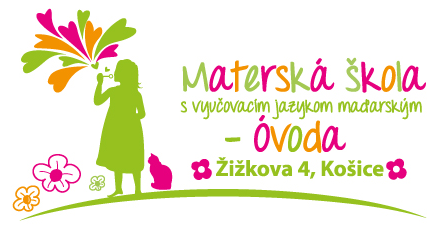 Materská škola
s vyučovacím jazykom maďarským
- óvoda
Žižkova 4, Košice